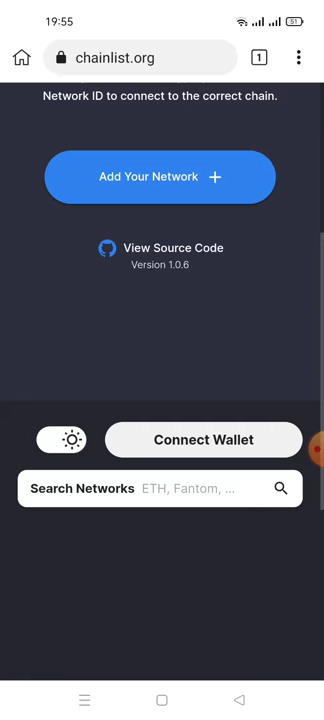 19:55
51
chainlist.org
1
Network ID to connect to the correct chain.
Add Your Network +
View Source Code
Version 1.0.6
Connect Wallet
Search Networks ETH, Fantom, ...